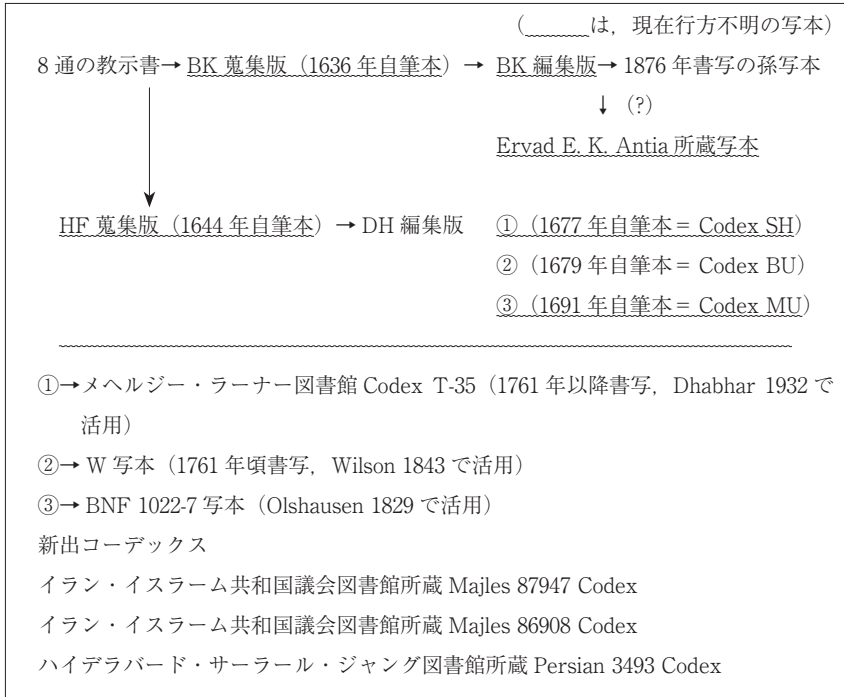 (______は，現在行方不明の写本)
8 通の教示書→ BK 蒐集版（1636 年自筆本）→ BK 編集版→ 1876 年書写の孫写本
↓（?）
Ervad E. K. Antia 所蔵写本
HF 蒐集版（1644 年自筆本）→ DH 編集版 ①（1677 年自筆本＝ Codex SH）
②（1679 年自筆本＝ Codex BU）
③（1691 年自筆本＝ Codex MU）
①→メヘルジー・ラーナー図書館 Codex T-35（1761 年以降書写，Dhabhar 1932 で
活用）
②→ W 写本（1761 年頃書写，Wilson 1843 で活用）
③→ BNF 1022-7 写本（Olshausen 1829 で活用）
新出コーデックス
イラン・イスラーム共和国議会図書館所蔵 Majles 87947 Codex
イラン・イスラーム共和国議会図書館所蔵 Majles 86908 Codex
ハイデラバード・サーラール・ジャング図書館所蔵 Persian 3493 Codex